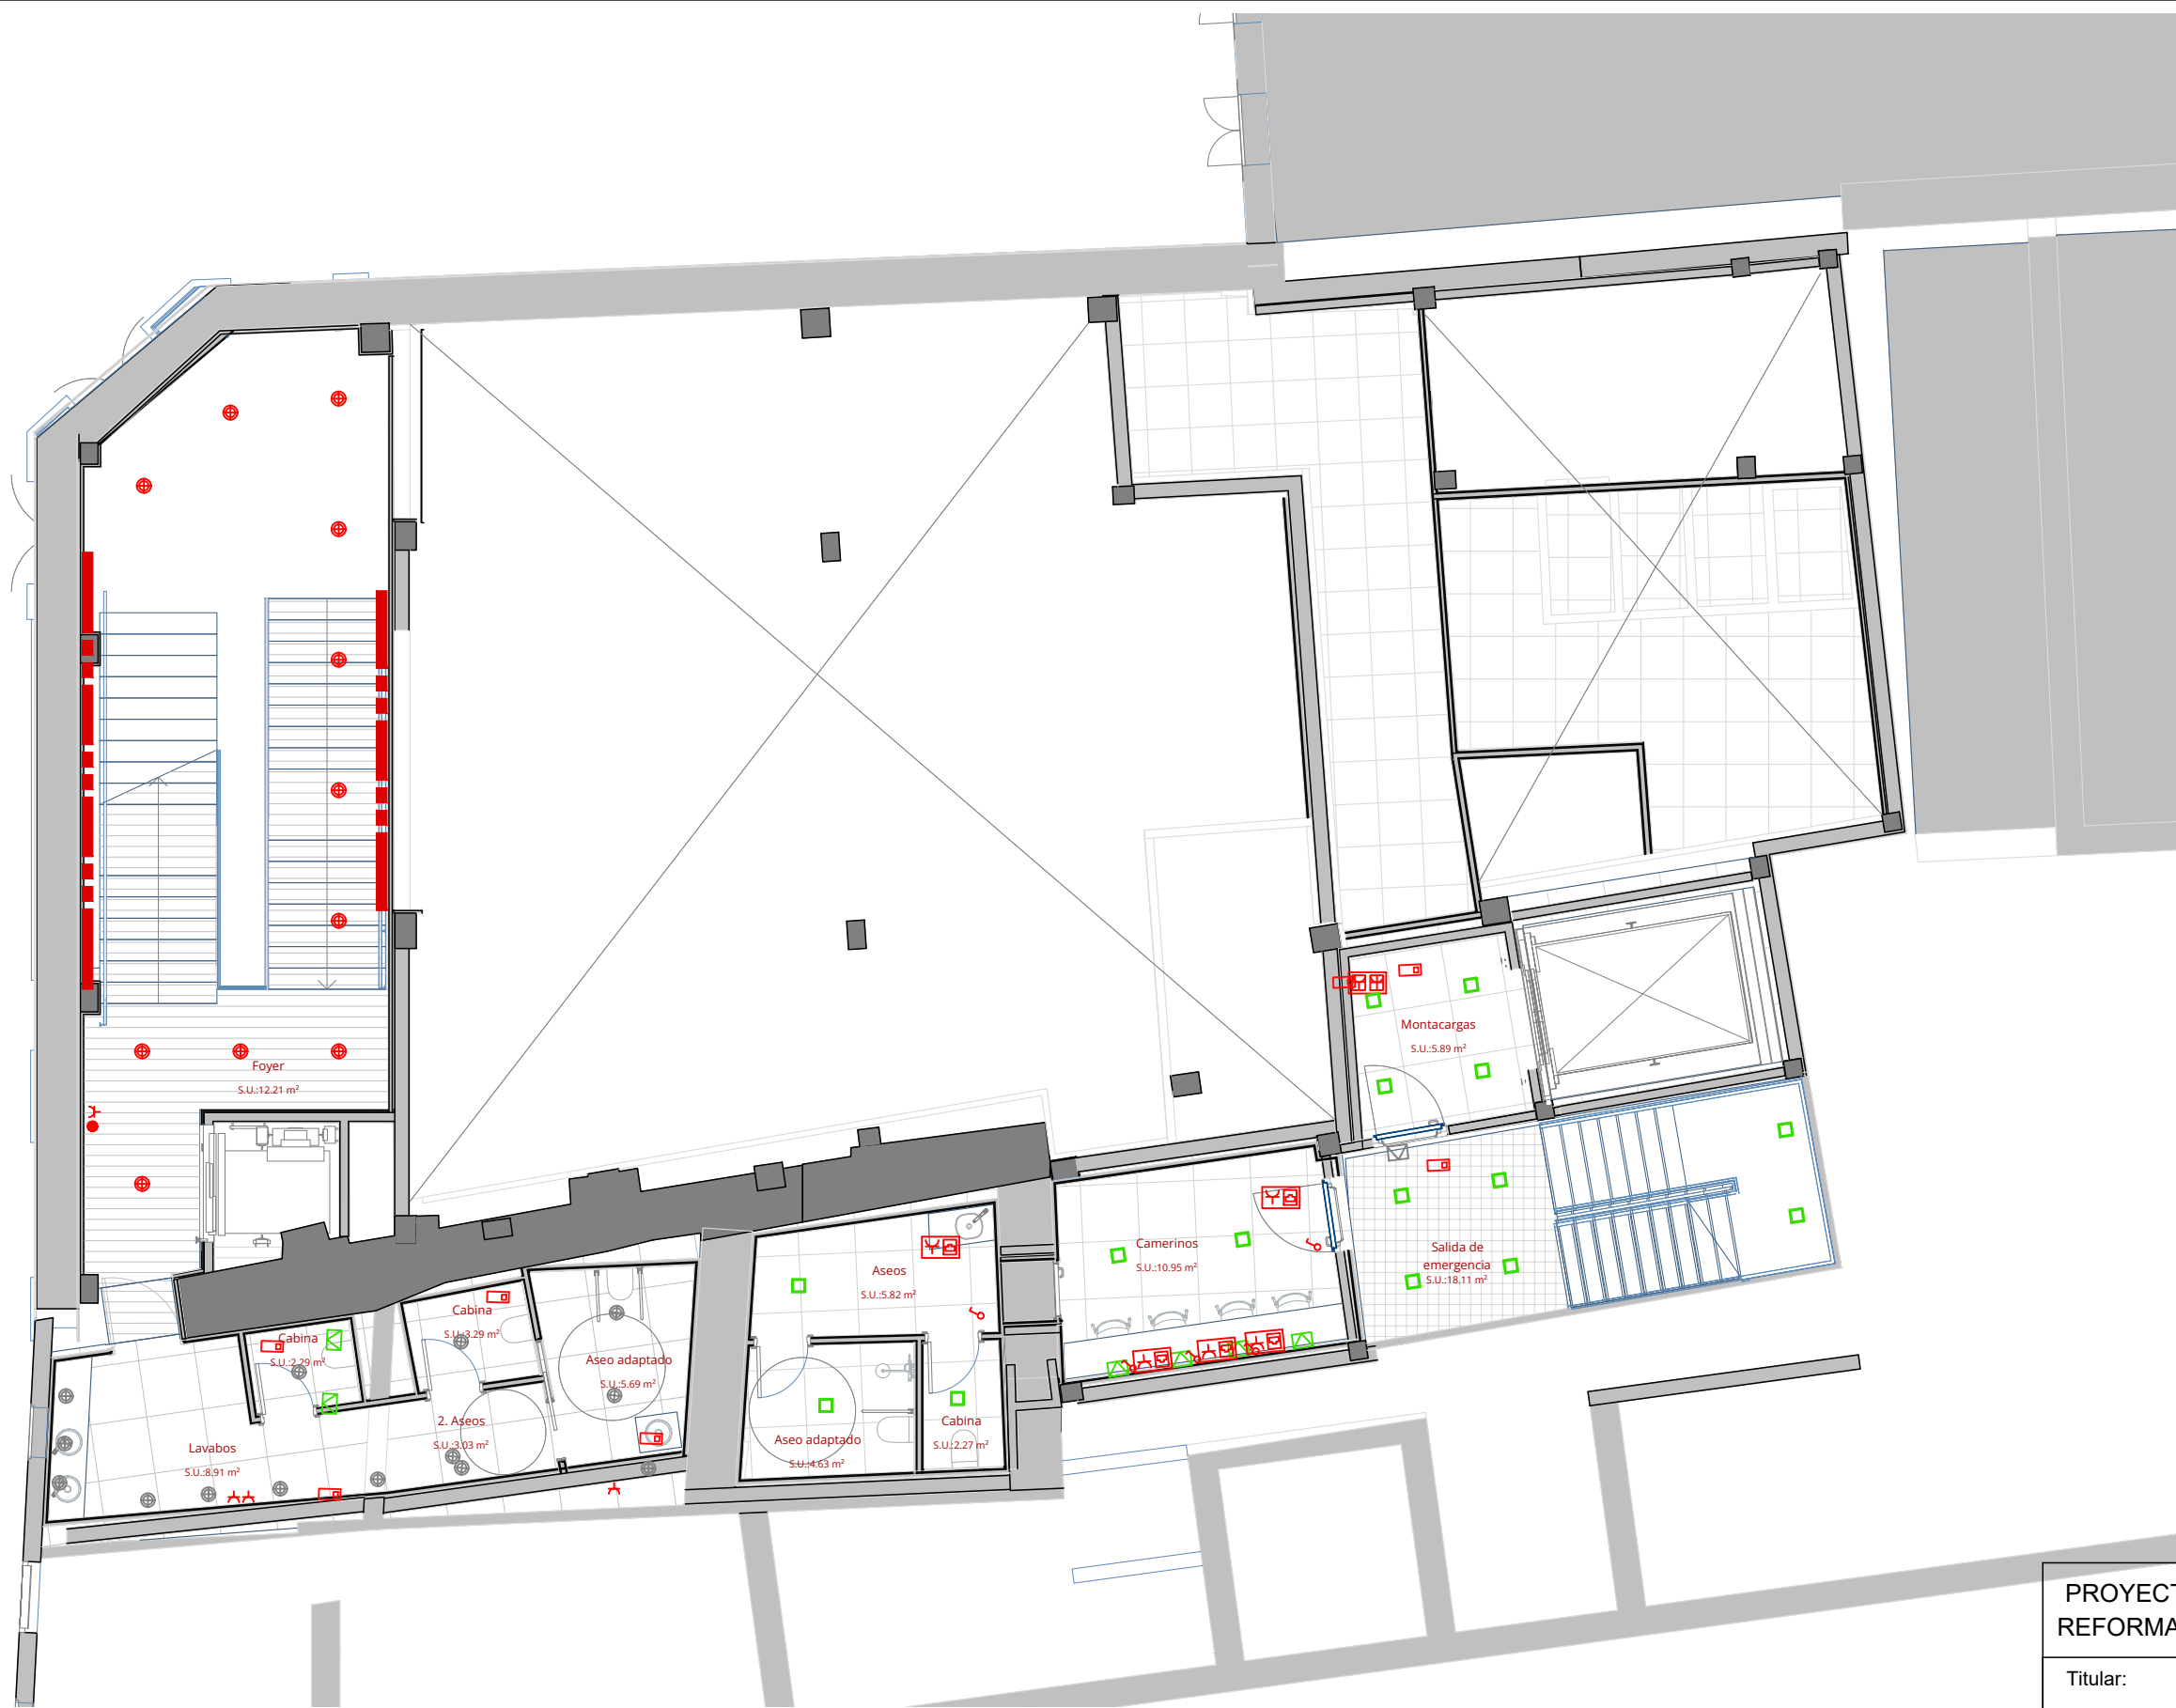 Foyer
S.U.:12.21 m²
Montacargas
S.U.:5.89 m²
Camerinos
S.U.:10.95 m²
Salida de
emergencia
S.U.:18.11 m²
Aseos
S.U.:5.82 m²
Cabina
S.U.:3.29 m²
Cabina
S.U.:2.29 m²
Aseo adaptado
S.U.:5.69 m²
2. Aseos
S.U.:3.03 m²
Lavabos
S.U.:8.91 m²
Aseo adaptado
S.U.:4.63 m²
Cabina
S.U.:2.27 m²
PROYECT
REFORMA
Titular: